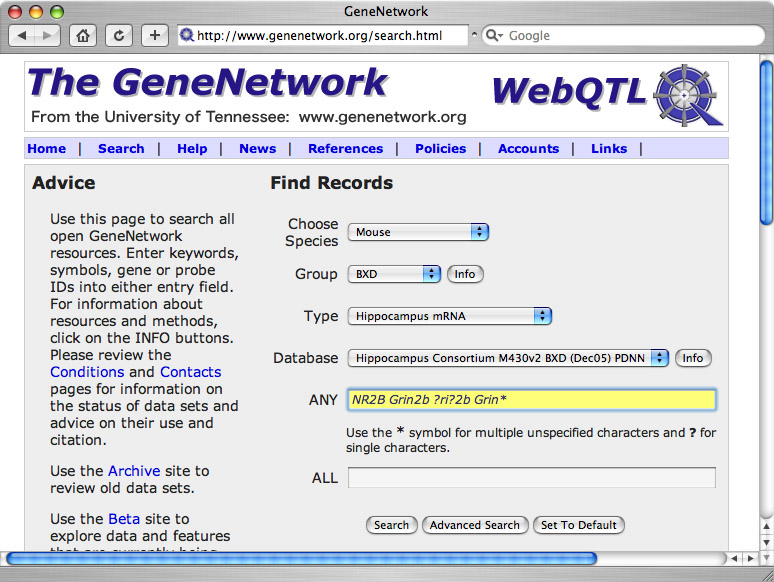 GeneNetwork
http://www.genenetwork.org/search.html
Google
The GeneNetwork
WebQTL
From the University of Tennessee: www.genenetwork.org
Home | Search | Help | News | References | Policies | Accounts | Links |
Advice
Use this page to search all
open GeneNetwork
resources. Enter keywords,
symbols, gene or probe
IDs into either entry field.
For information about
resources and methods,
click on the INFO buttons.
Please review the
Conditions and Contacts
pages for information on
the status of data sets and
advice on their use and
citation.
Use the Archive site to
review old data sets.
Use the Beta site to
explore data and features
that are currently being
Find Records
Choose
Species
Mouse
Group
BXD
Info
Type
Hippocampus mRNA
Database
Hippocampus Consortium M430v2 BXD (Dec05) PDNN
Info
ANY
NR2B Grin2b ?ri?2b Grin*
Use the * symbol for multiple unspecified characters and ? for
single characters.
ALL
Search
Advanced Search
Set To Default